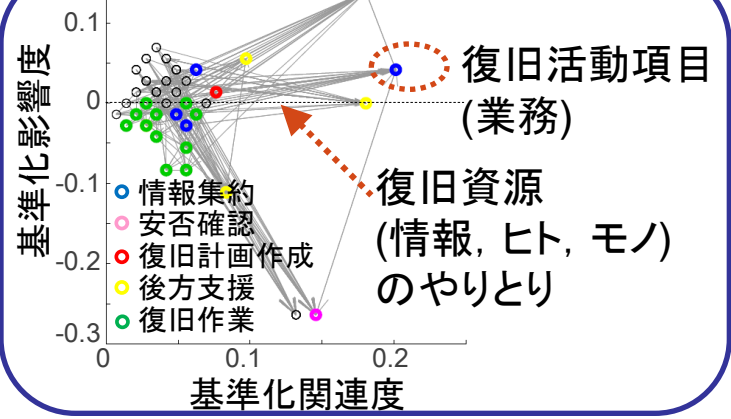 0.1
0
-0.1
-0.2
-0.3
基準化影響度
0
0.1
0.2
基準化関連度
情報集約
安否確認
復旧計画作成
後方支援
復旧作業
復旧活動項目
(業務)
復旧資源
(情報, ヒト, モノ)
のやりとり